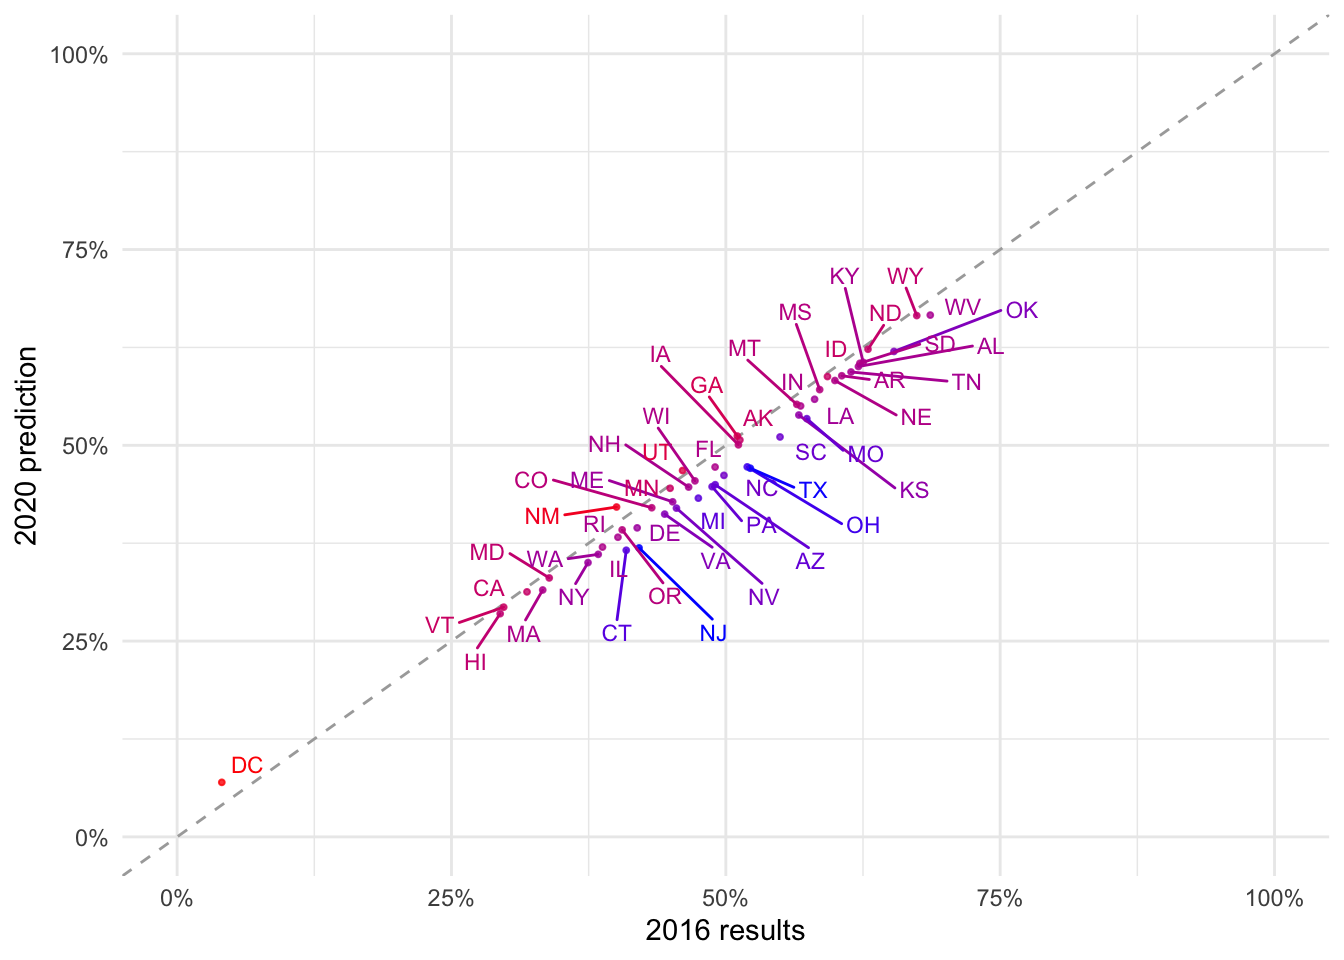 100%
75%
50%
25%
0%
2020 prediction
KY
WY
MS
ND
WV
OK
IA
MT
ID
SD
AL
GA
IN
AR
TN
WI
AK
LA
NE
NH
UT
FL
SC
MO
CO
ME
MN
NC
TX
KS
NM
RI
DE
MI
PA
OH
MD
WA
IL
VA
AZ
CA
NY
OR
NV
VT
MA
CT
NJ
HI
DC
0%
25%
50%
75%
100%
2016 results